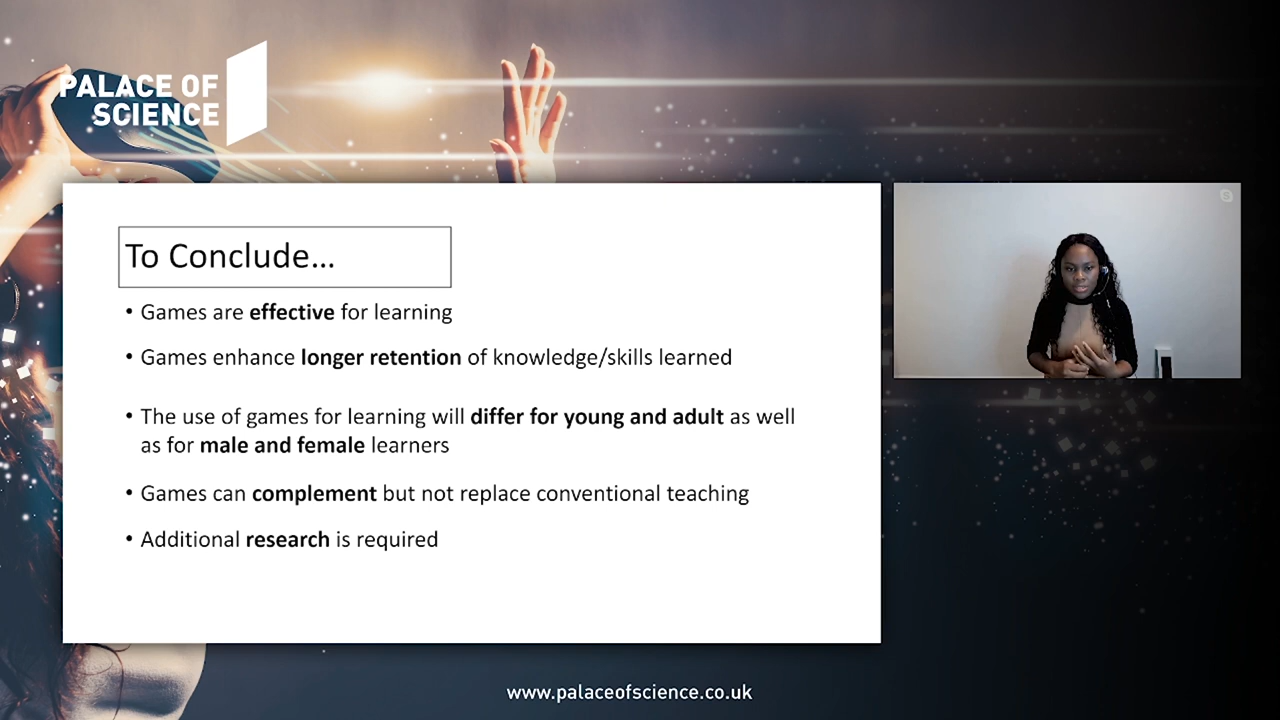 PALACE OF
SCIENCE
To Conclude...
• Games are effective for learning
• Games enhance longer retention of knowledge/skills learned
• The use of games for learning will differ for young and adult as well
as for male and female learners
• Games can complement but not replace conventional teaching
• Additional research is required
www.palaceofscience.co.uk